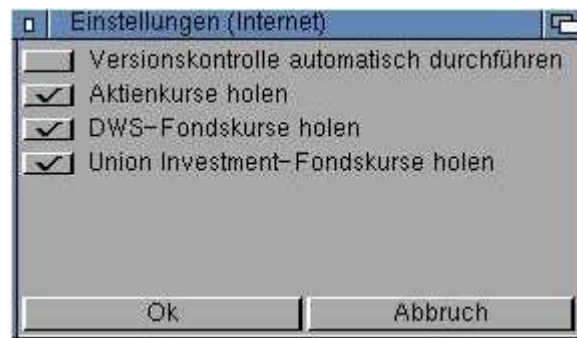 Einstellungen (Internet)
Versionskontrolle automatisch durchführen
Aktienkurse holen
DWS-Fondskurse holen
Union Investment-Fondskurse holen
Ok
Abbruch